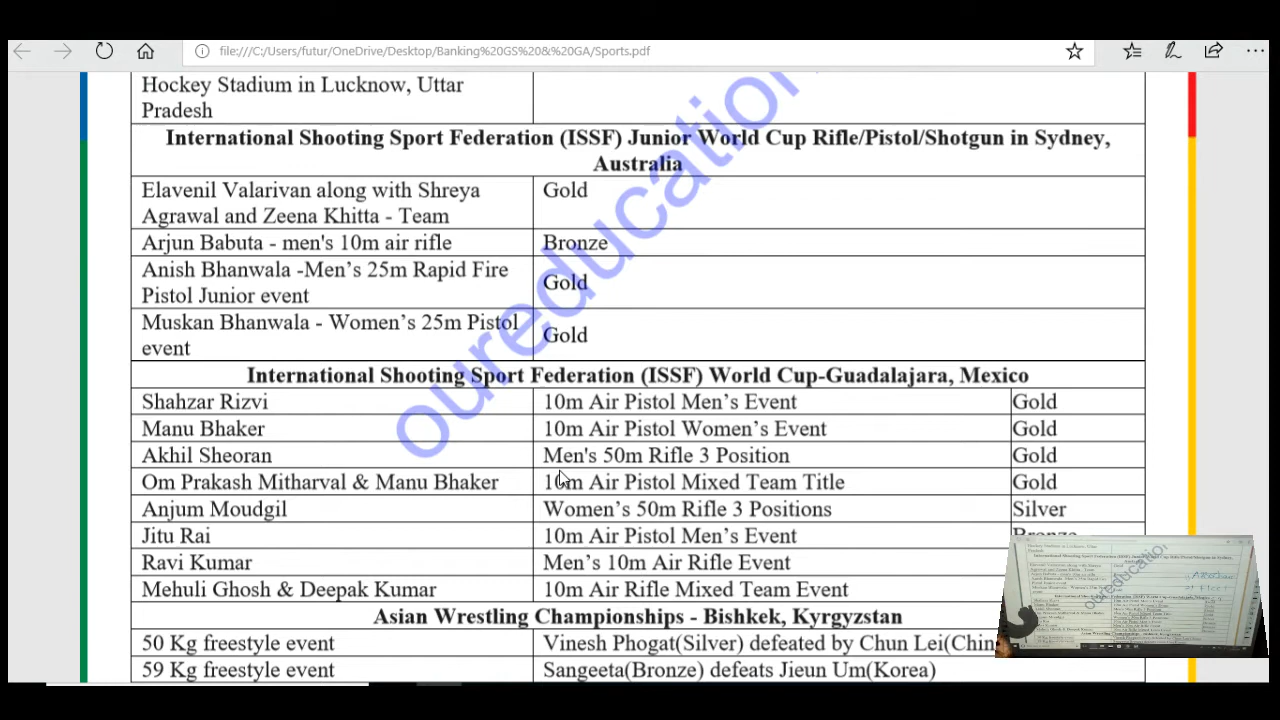 file:///C:/Users/futur/OneDrive/Desktop/Banking%20GS%20&%20GA/Sports.pdf
Hockey Stadium in Lucknow, Uttar
Pradesh
International Shooting Sport Federation (ISSF) Junior World Cup Rifle/Pistol/Shotgun in Sydney,
Australia
Elavenil Valarivan along with Shreya Gold
Agrawal and Zeena Khitta - Team
Arjun Babuta - men's 10m air rifle Bronze
Anish Bhanwala -Men’s 25m Rapid Fire
Pistol Junior event
Gold
Muskan Bhanwala - Women’s 25m Pistol
event
Gold
International Shooting Sport Federation (ISSF) World Cup-Guadalajara, Mexico
Shahzar Rizvi 10m Air Pistol Men’s Event Gold
Manu Bhaker 10m Air Pistol Women’s Event Gold
Akhil Sheoran Men's 50m Rifle 3 Position Gold
Om Prakash Mitharval & Manu Bhaker 10m Air Pistol Mixed Team Title Gold
Anjum Moudgil Women’s 50m Rifle 3 Positions Silver
Jitu Rai 10m Air Pistol Men’s Event Bronze
Ravi Kumar Men’s 10m Air Rifle Event
Mehuli Ghosh & Deepak Kumar 10m Air Rifle Mixed Team Event
Asian Wrestling Championships - Bishkek, Kyrgyzstan
50 Kg freestyle event Vinesh Phogat(Silver) defeated by Chun Lei(Chin
59 Kg freestyle event Sangeeta(Bronze) defeats Jieun Um(Korea)
oureducation